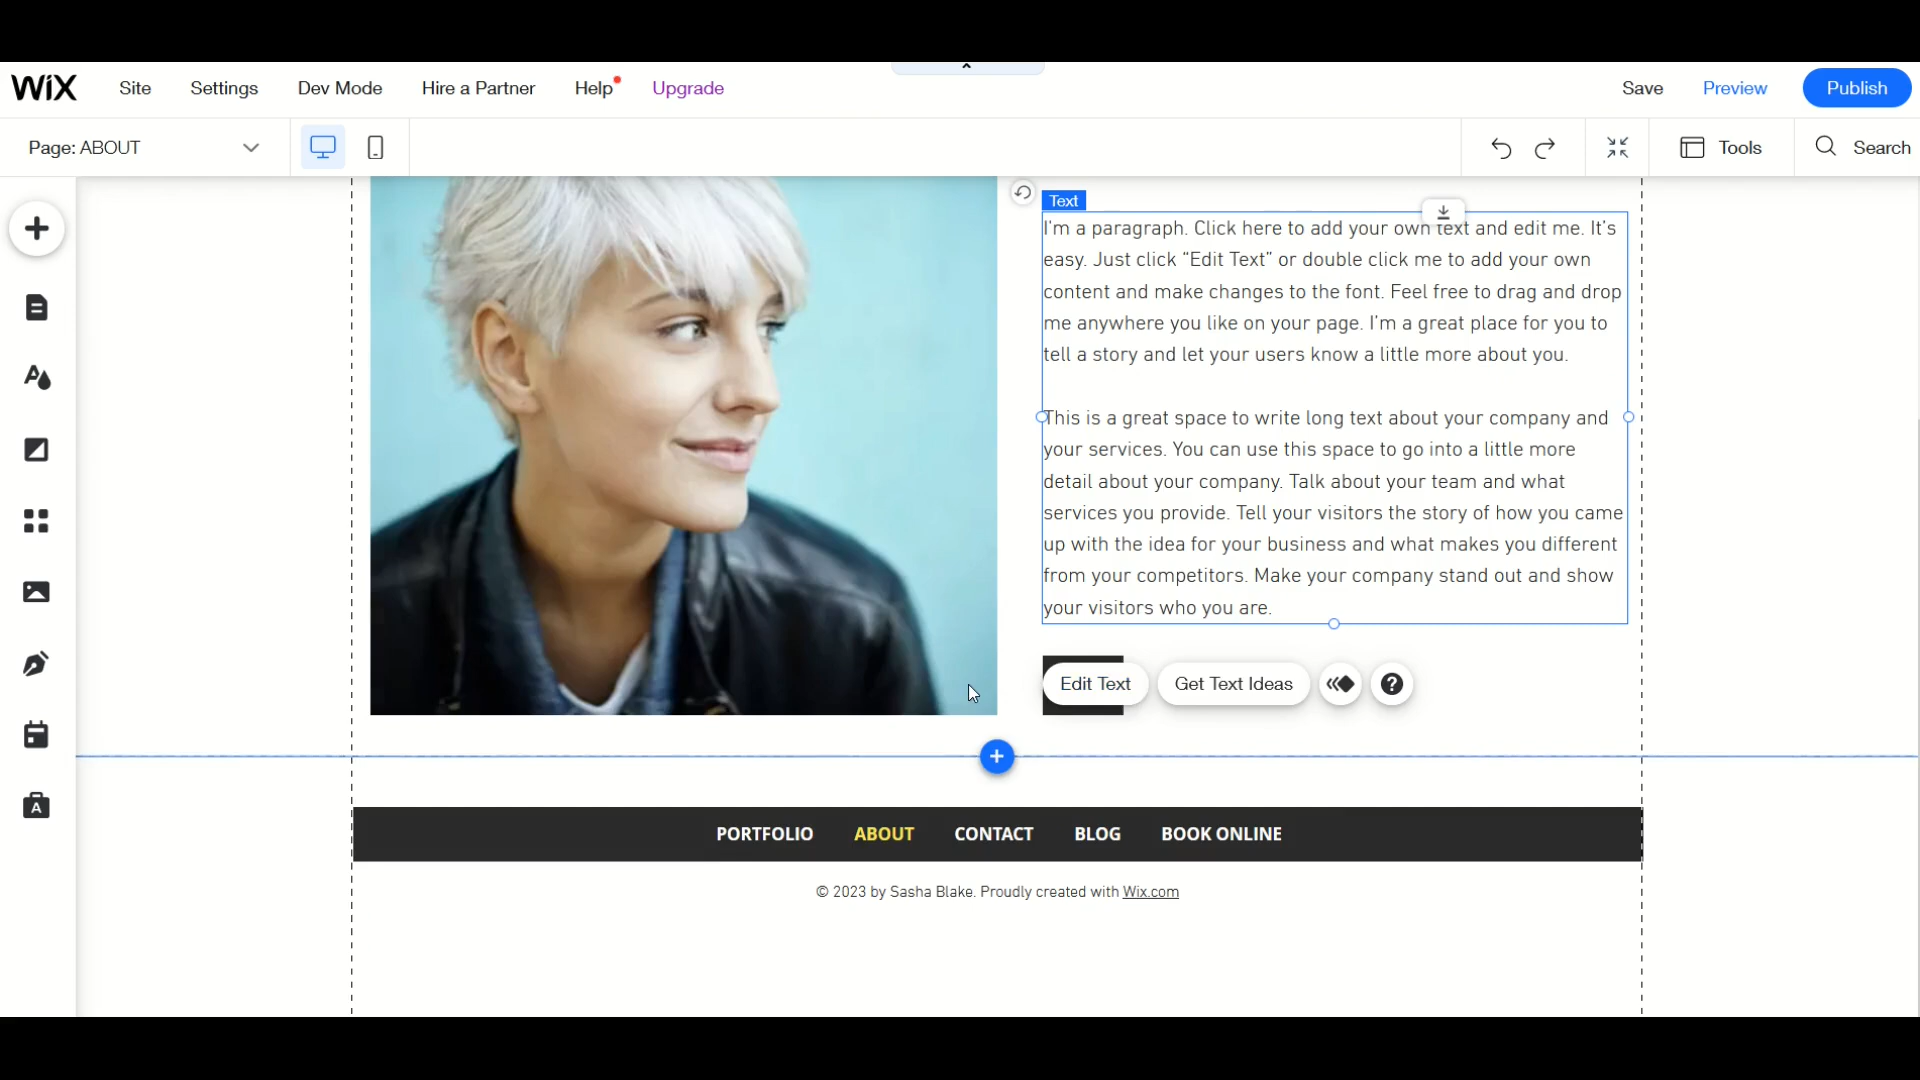 WiX Site Settings Dev Mode Hire a Partner Help Upgrade Save Preview Publish
Page: ABOUT Tools Search
Text
I'm a paragraph. Click here to add your own text and edit me. It's
easy. Just click “Edit Text” or double click me to add your own
content and make changes to the font. Feel free to drag and drop
me anywhere you like on your page. I'm a great place for you to
tell a story and let your users know a little more about you.
This is a great space to write long text about your company and
your services. You can use this space to go into a little more
detail about your company. Talk about your team and what
services you provide. Tell your visitors the story of how you came
up with the idea for your business and what makes you different
from your competitors. Make your company stand out and show
your visitors who you are.
Edit Text Get Text Ideas ?
PORTFOLIO ABOUT CONTACT BLOG BOOK ONLINE
© 2023 by Sasha Blake. Proudly created with Wix.com